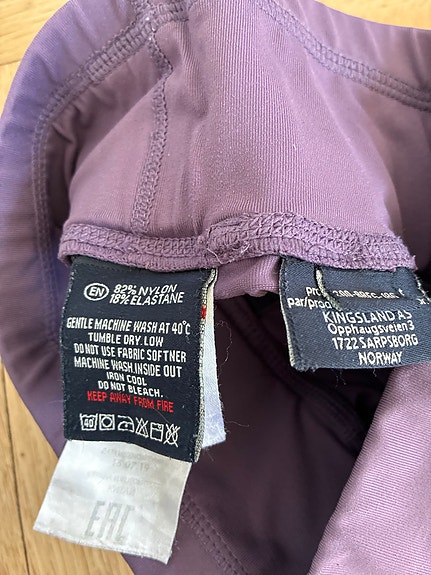 EN 82% NYLON
18% ELASTANE
GENTLE MACHINE WASH AT 40°C
TUMBLE DRY. LOW
DO NOT USE FABRIC SOFTNER
MACHINE WASH.INSIDE OUT
IRON COOL
DO NOT BLEACH.
KEEP AWAY FROM FIRE
40
EAC
KINGSLAND AS
Opphaugsveien3
1722 SARPSBORG
NORWAY